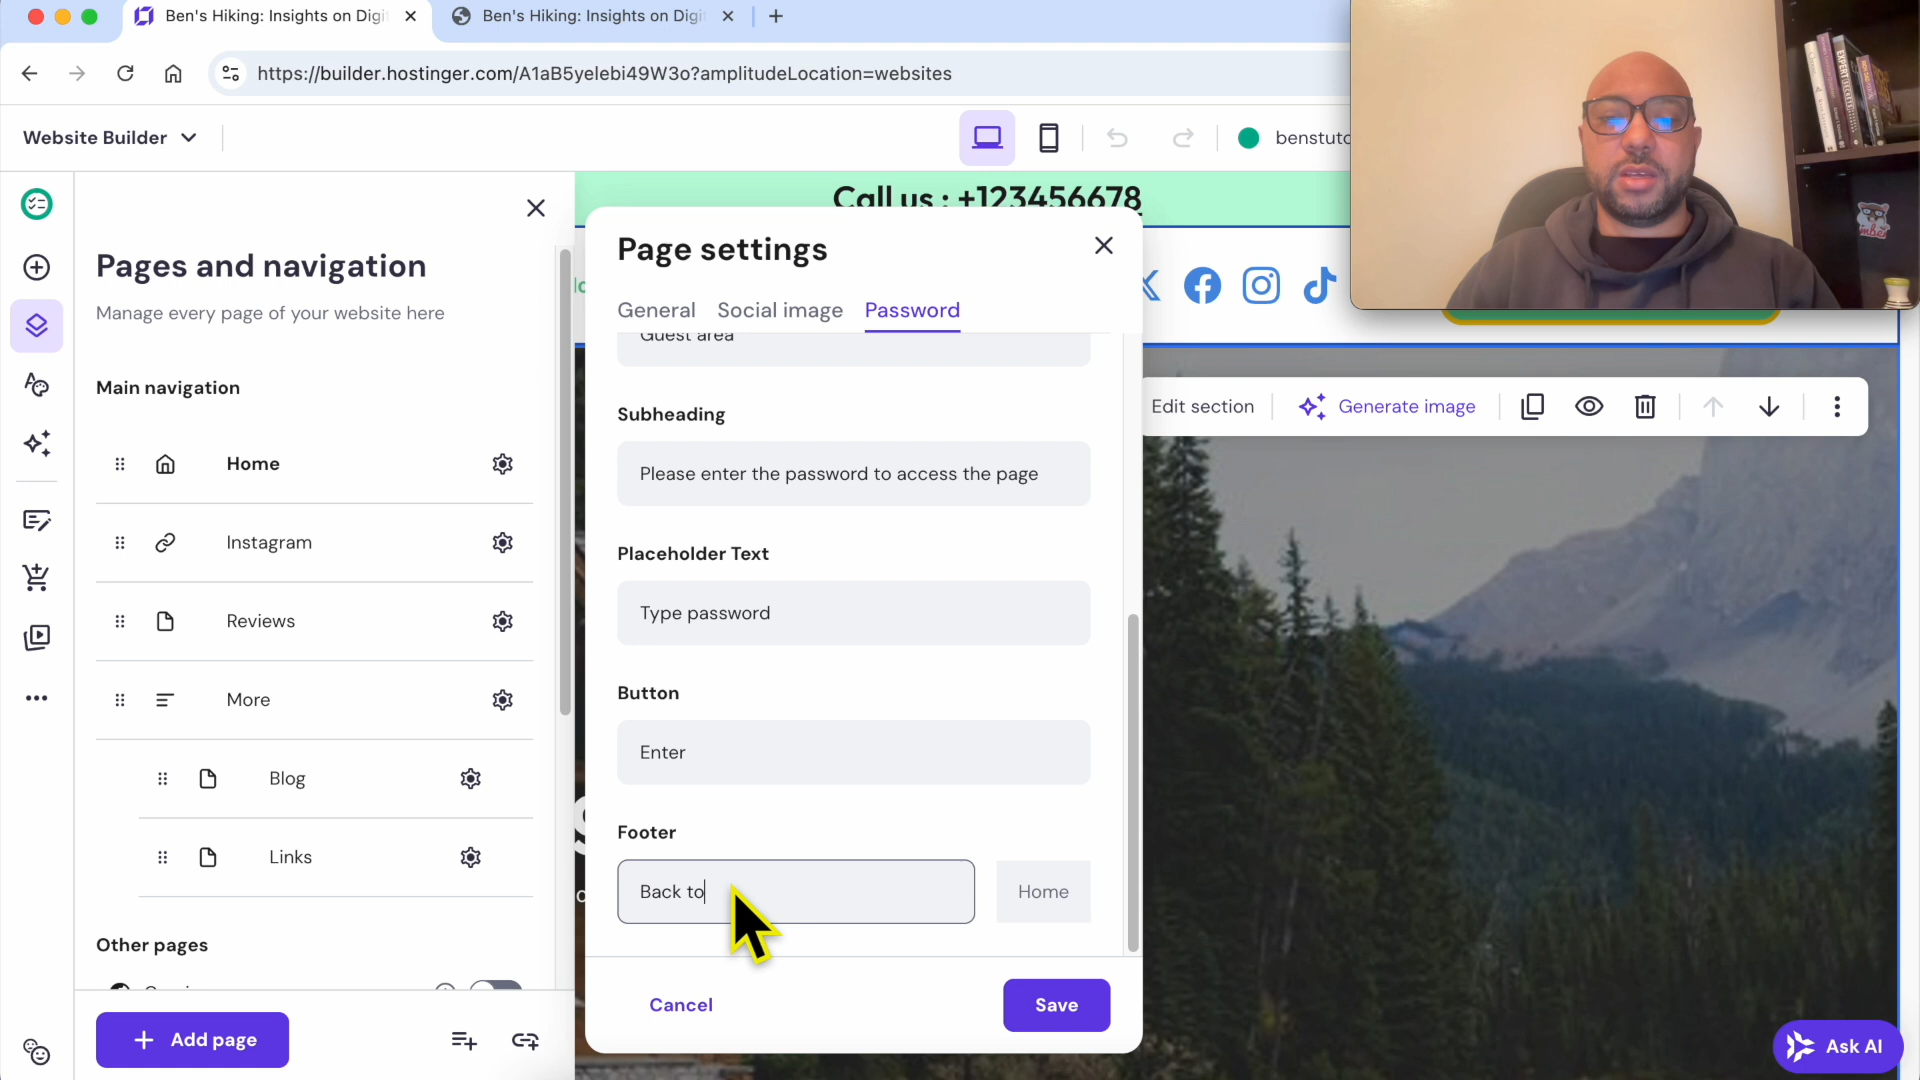 Ben's Hiking: Insights on Digi
Ben's Hiking: Insights on Digi
https://builder.hostinger.com/A1aB5yelebi49W3o?amplitudeLocation=websites
Website Builder
benstuto
Call us : +123456678
Pages and navigation
Manage every page of your website here
Main navigation
Home
Instagram
Reviews
More
Blog
Links
Other pages
Add page
Page settings
General Social image Password
Guest area
Subheading
Please enter the password to access the page
Placeholder Text
Type password
Button
Enter
Footer
Back to
Home
Cancel
Save
Edit section
Generate image
Ask AI
EXPERT